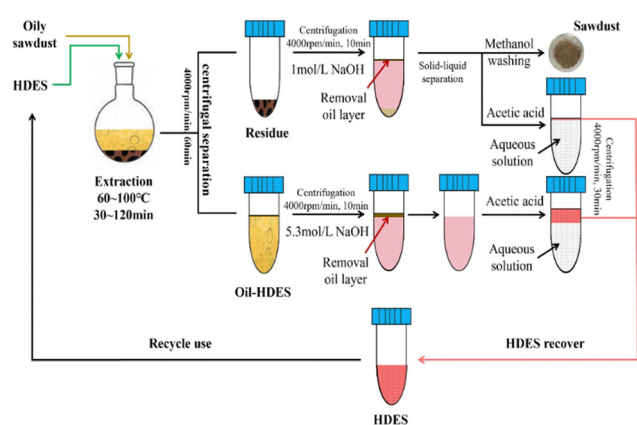 Oily
sawdust
HDES
Extraction
60~100℃
30~120min
centrifugal separation
4000rpm/min, 60min
Residue
Centrifugation
4000rpm/min, 10min
1mol/L NaOH
Removal
oil layer
Solid-liquid
separation
Methanol
washing
Sawdust
Acetic acid
Aqueous
solution
Centrifugation
4000rpm/min, 30min
Oil-HDES
Centrifugation
4000rpm/min, 10min
5.3mol/L NaOH
Removal
oil layer
Acetic acid
Aqueous
solution
Recycle use
HDES recover
HDES